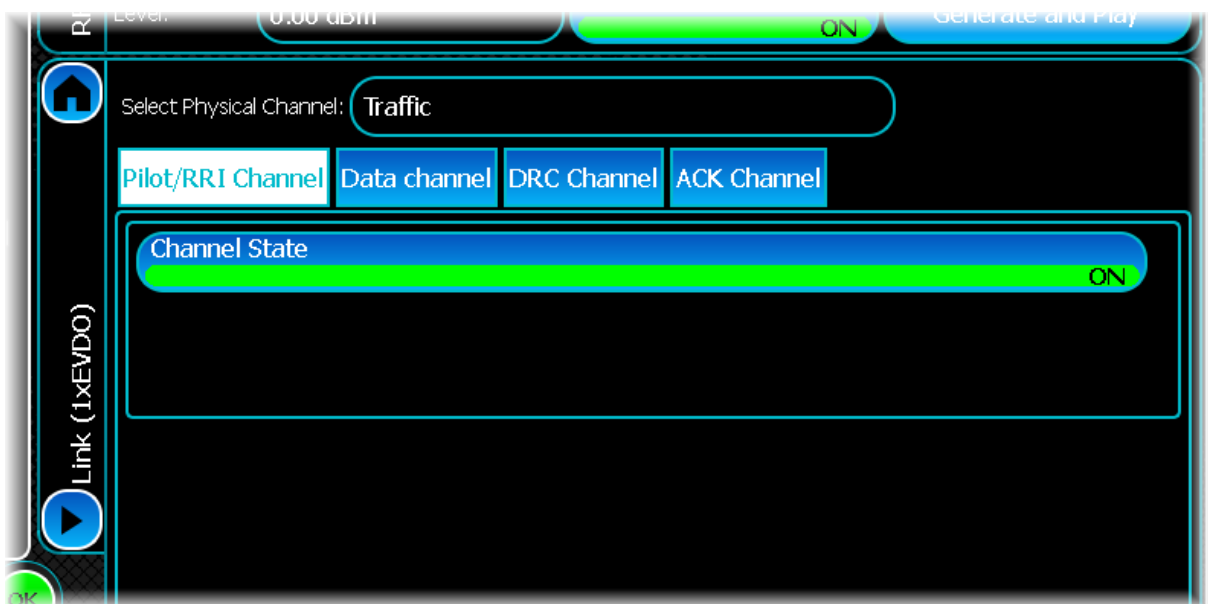 RF
Level:
0.00 dBm
ON
Generate and Play
Select Physical Channel:
Traffic
Pilot/RRI Channel
Data channel
DRC Channel
ACK Channel
Channel State
ON
Link (1xEVDO)
OK